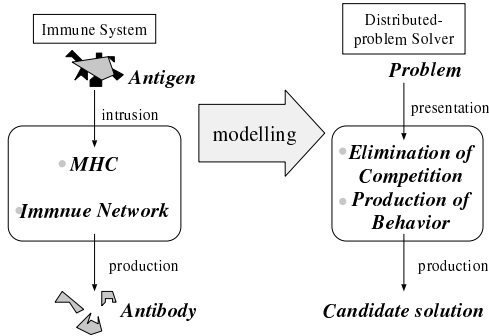 Immune System
Antigen
intrusion
MHC
Immnue Network
production
Antibody
modelling
Distributed-
problem Solver
Problem
presentation
Elimination of
Competition
Production of
Behavior
production
Candidate solution